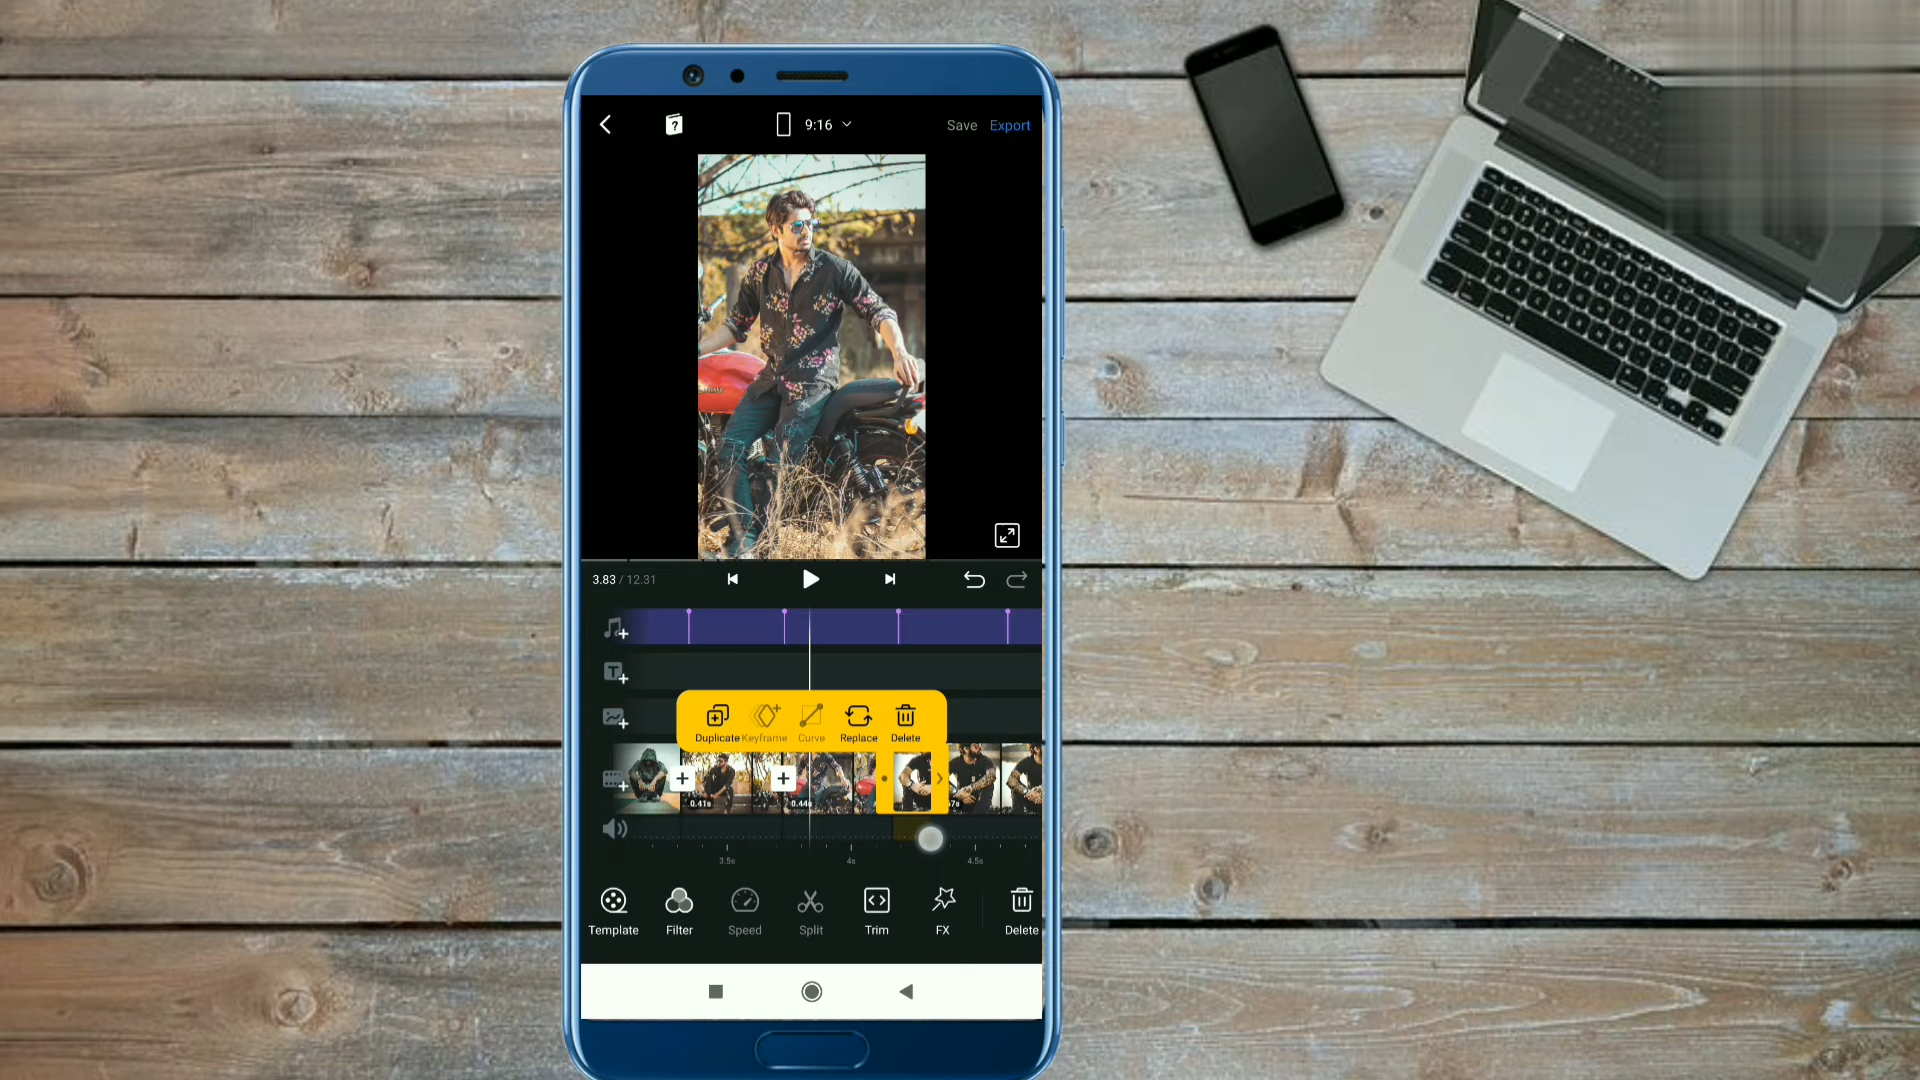 9:16
Save Export
3.83 / 12.31
Duplicate Keyframe Curve Replace Delete
0.41s 0.44s 7s
3.5s 4s 4.5s
Template Filter Speed Split Trim FX Delete